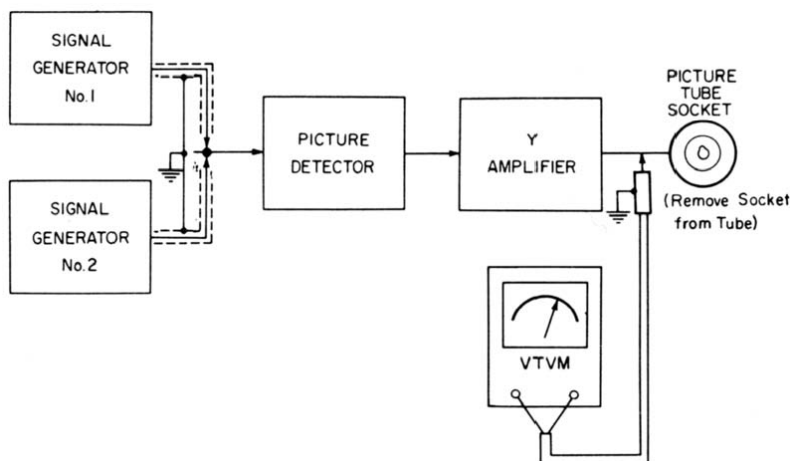 SIGNAL
GENERATOR
No.1
SIGNAL
GENERATOR
No.2
PICTURE
DETECTOR
Y
AMPLIFIER
PICTURE
TUBE
SOCKET
(Remove Socket
from Tube)
VTVM